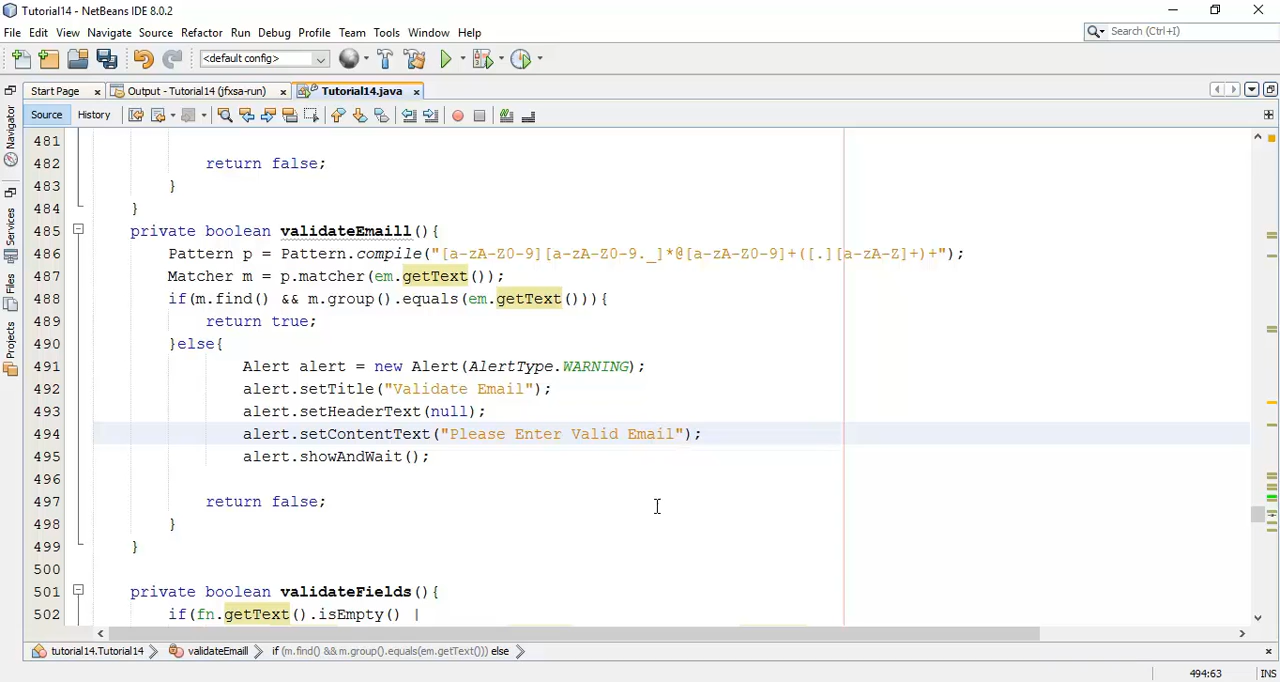 Tutorial14 - NetBeans IDE 8.0.2
File Edit View Navigate Source Refactor Run Debug Profile Team Tools Window Help
Search (Ctrl+I)
<default config>
Start Page
Output - Tutorial14 (jfxsa-run)
Tutorial14.java
Source
History
Navigator
Services
Files
Projects
481
482 return false;
483 }
484 }
485 private boolean validateEmaill(){
486 Pattern p = Pattern.compile("[a-zA-Z0-9][a-zA-Z0-9._]*@[a-zA-Z0-9]+([.][a-zA-Z]+)+");
487 Matcher m = p.matcher(em.getText());
488 if(m.find() && m.group().equals(em.getText())){
489 return true;
490 }else{
491 Alert alert = new Alert(AlertType.WARNING);
492 alert.setTitle("Validate Email");
493 alert.setHeaderText(null);
494 alert.setContentText("Please Enter Valid Email");
495 alert.showAndWait();
496
497 return false;
498 }
499 }
500
501 private boolean validateFields(){
502 if(fn.getText().isEmpty() |
tutorial14.Tutorial14
validateEmaill
if (m.find() && m.group().equals(em.getText())) else
494:63
INS